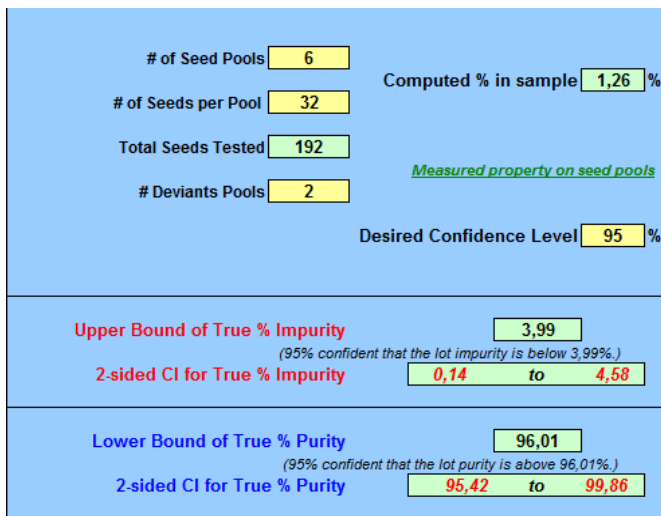 # of Seed Pools 6
Computed % in sample 1,26 %
# of Seeds per Pool 32
Total Seeds Tested 192
Measured property on seed pools
# Deviants Pools 2
Desired Confidence Level 95 %
Upper Bound of True % Impurity 3,99
(95% confident that the lot impurity is below 3,99%.)
2-sided CI for True % Impurity 0,14 to 4,58
Lower Bound of True % Purity 96,01
(95% confident that the lot purity is above 96,01%.)
2-sided CI for True % Purity 95,42 to 99,86